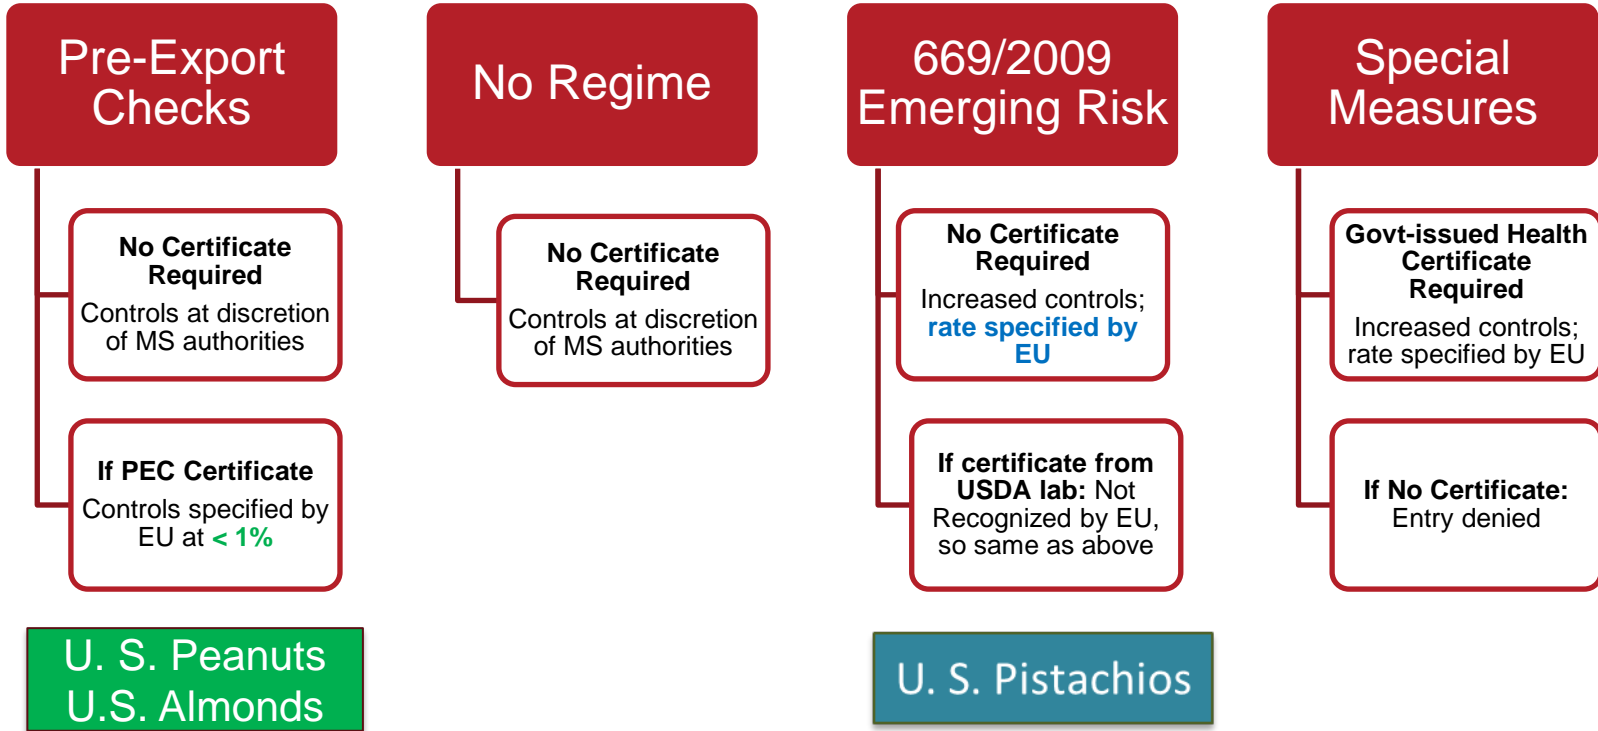 Pre-Export
Checks
No Certificate
Required
Controls at discretion
of MS authorities
If PEC Certificate
Controls specified by
EU at < 1%
U. S. Peanuts
U.S. Almonds
No Regime
No Certificate
Required
Controls at discretion
of MS authorities
669/2009
Emerging Risk
No Certificate
Required
Increased controls;
rate specified by
EU
If certificate from
USDA lab: Not
Recognized by EU,
so same as above
U. S. Pistachios
Special
Measures
Govt-issued Health
Certificate
Required
Increased controls;
rate specified by EU
If No Certificate:
Entry denied